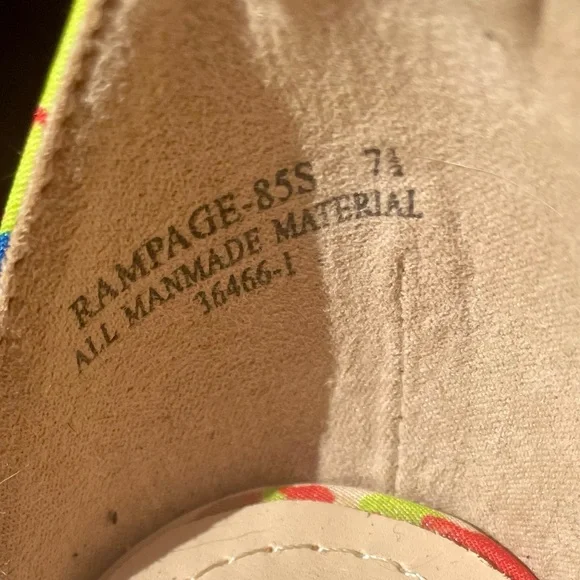 RAMPAGE-85S 7½
ALL MANMADE MATERIAL
36466-1